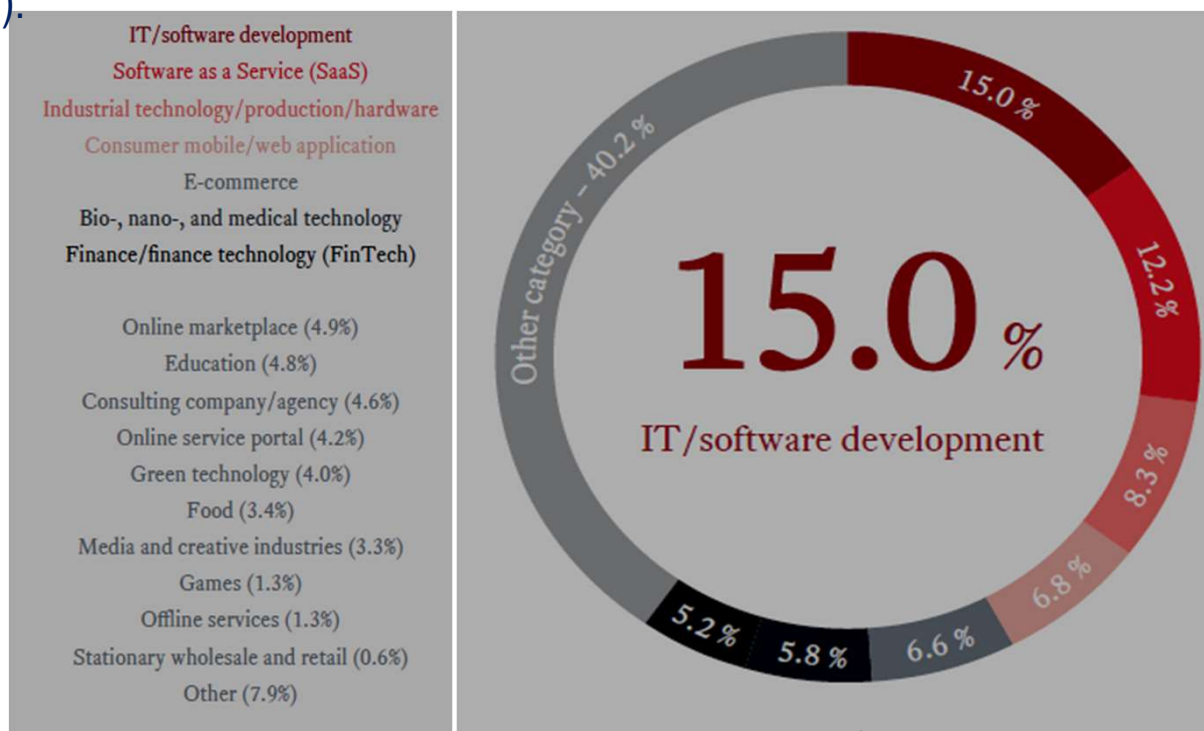 ).
IT/software development
Software as a Service (SaaS)
Industrial technology/production/hardware
Consumer mobile/web application
E-commerce
Bio-, nano-, and medical technology
Finance/finance technology (FinTech)
Online marketplace (4.9%)
Education (4.8%)
Consulting company/agency (4.6%)
Online service portal (4.2%)
Green technology (4.0%)
Food (3.4%)
Media and creative industries (3.3%)
Games (1.3%)
Offline services (1.3%)
Stationary wholesale and retail (0.6%)
Other (7.9%)
15.0 %
12.2 %
8.3 %
6.8 %
6.6 %
5.8 %
5.2 %
Other category – 40.2 %
15.0 %
IT/software development